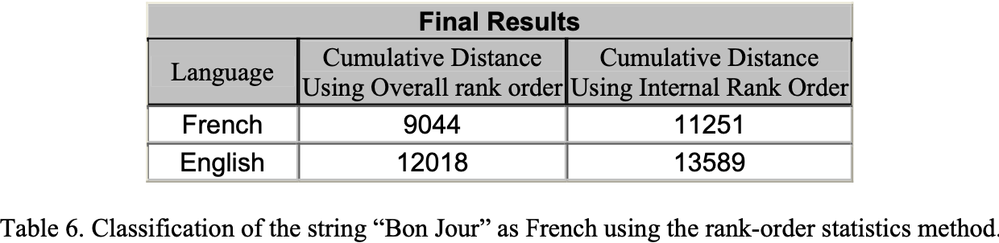 Final Results
Language
Cumulative Distance
Using Overall rank order
Cumulative Distance
Using Internal Rank Order
French 9044 11251
English 12018 13589
Table 6. Classification of the string “Bon Jour” as French using the rank-order statistics method.